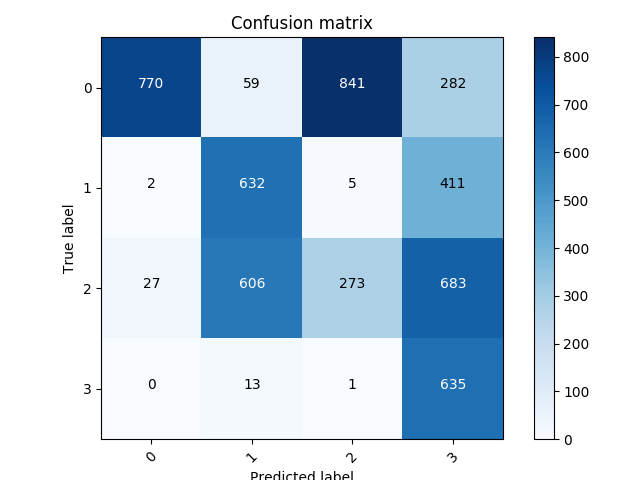 Confusion matrix
800
0 770 59 841 282
700
600
1 2 632 5 411
500
True label
400
2 27 606 273 683
300
200
3 0 13 1 635
100
0
0 1 2 3
Predicted label